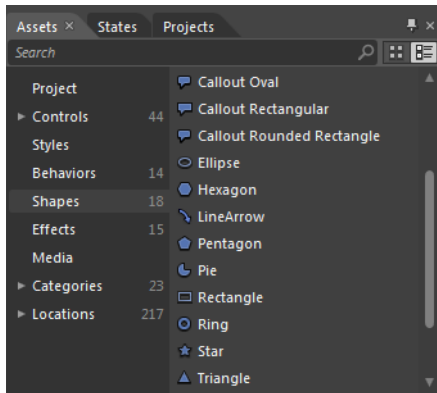 Assets × States Projects
Search
Project
Controls 44
Styles
Behaviors 14
Shapes 18
Effects 15
Media
Categories 23
Locations 217
Callout Oval
Callout Rectangular
Callout Rounded Rectangle
Ellipse
Hexagon
LineArrow
Pentagon
Pie
Rectangle
Ring
Star
Triangle